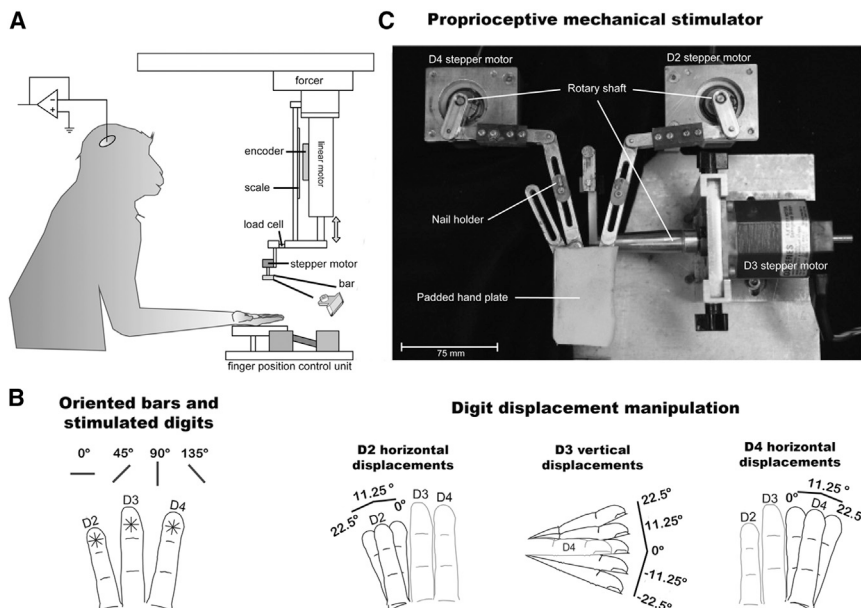 A
forcer
encoder
linear motor
scale
load cell
stepper motor
bar
finger position control unit
C
Proprioceptive mechanical stimulator
D4 stepper motor
D2 stepper motor
Rotary shaft
Nail holder
D3 stepper motor
Padded hand plate
75 mm
B
Oriented bars and
stimulated digits
0° 45° 90° 135°
D2
D3
D4
Digit displacement manipulation
D2 horizontal
displacements
11.25°
22.5°
0°
D2
D3
D4
D3 vertical
displacements
22.5°
11.25°
0°
-11.25°
-22.5°
D4
D4 horizontal
displacements
11.25°
0°
22.5°
D2
D3
D4